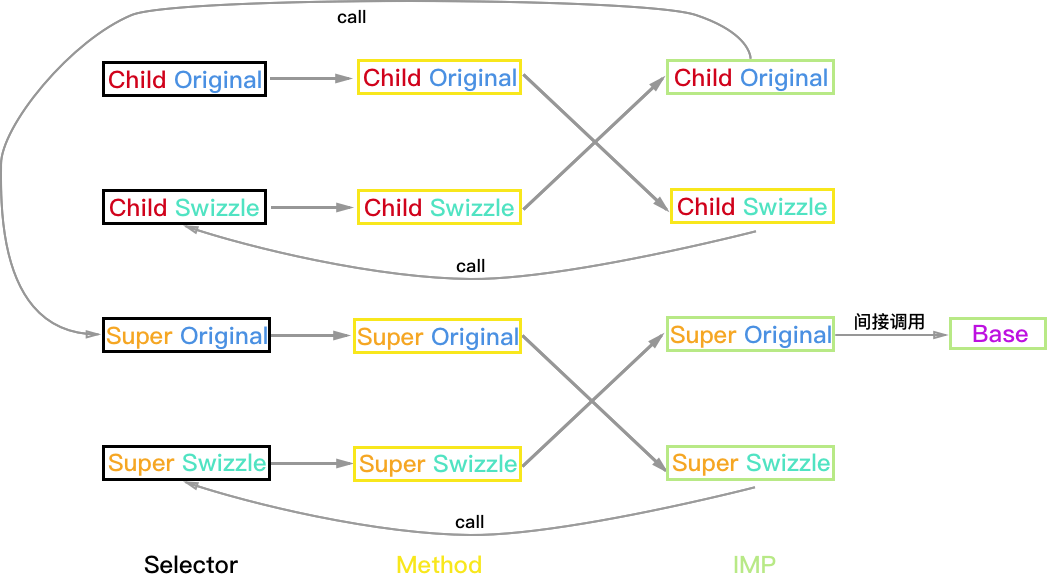 call
Child Original
Child Original
Child Original
Child Swizzle
Child Swizzle
Child Swizzle
call
Super Original
Super Original
Super Original
间接调用
Base
Super Swizzle
Super Swizzle
Super Swizzle
call
Selector
Method
IMP